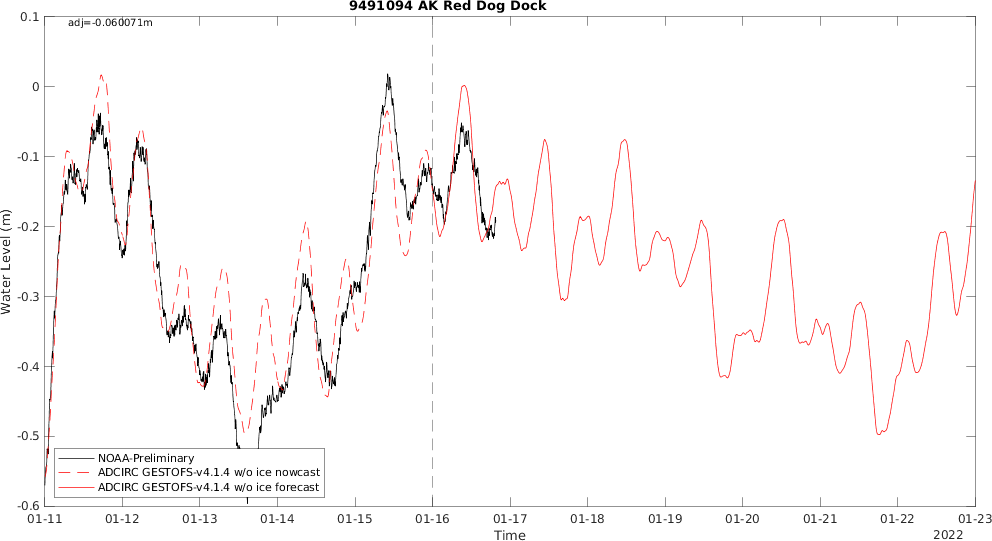 9491094 AK Red Dog Dock
adj=-0.060071m
0.1
0
-0.1
-0.2
-0.3
-0.4
-0.5
-0.6
Water Level (m)
NOAA-Preliminary
ADCIRC GESTOFS-v4.1.4 w/o ice nowcast
ADCIRC GESTOFS-v4.1.4 w/o ice forecast
01-11 01-12 01-13 01-14 01-15 01-16 01-17 01-18 01-19 01-20 01-21 01-22 01-23
Time
2022